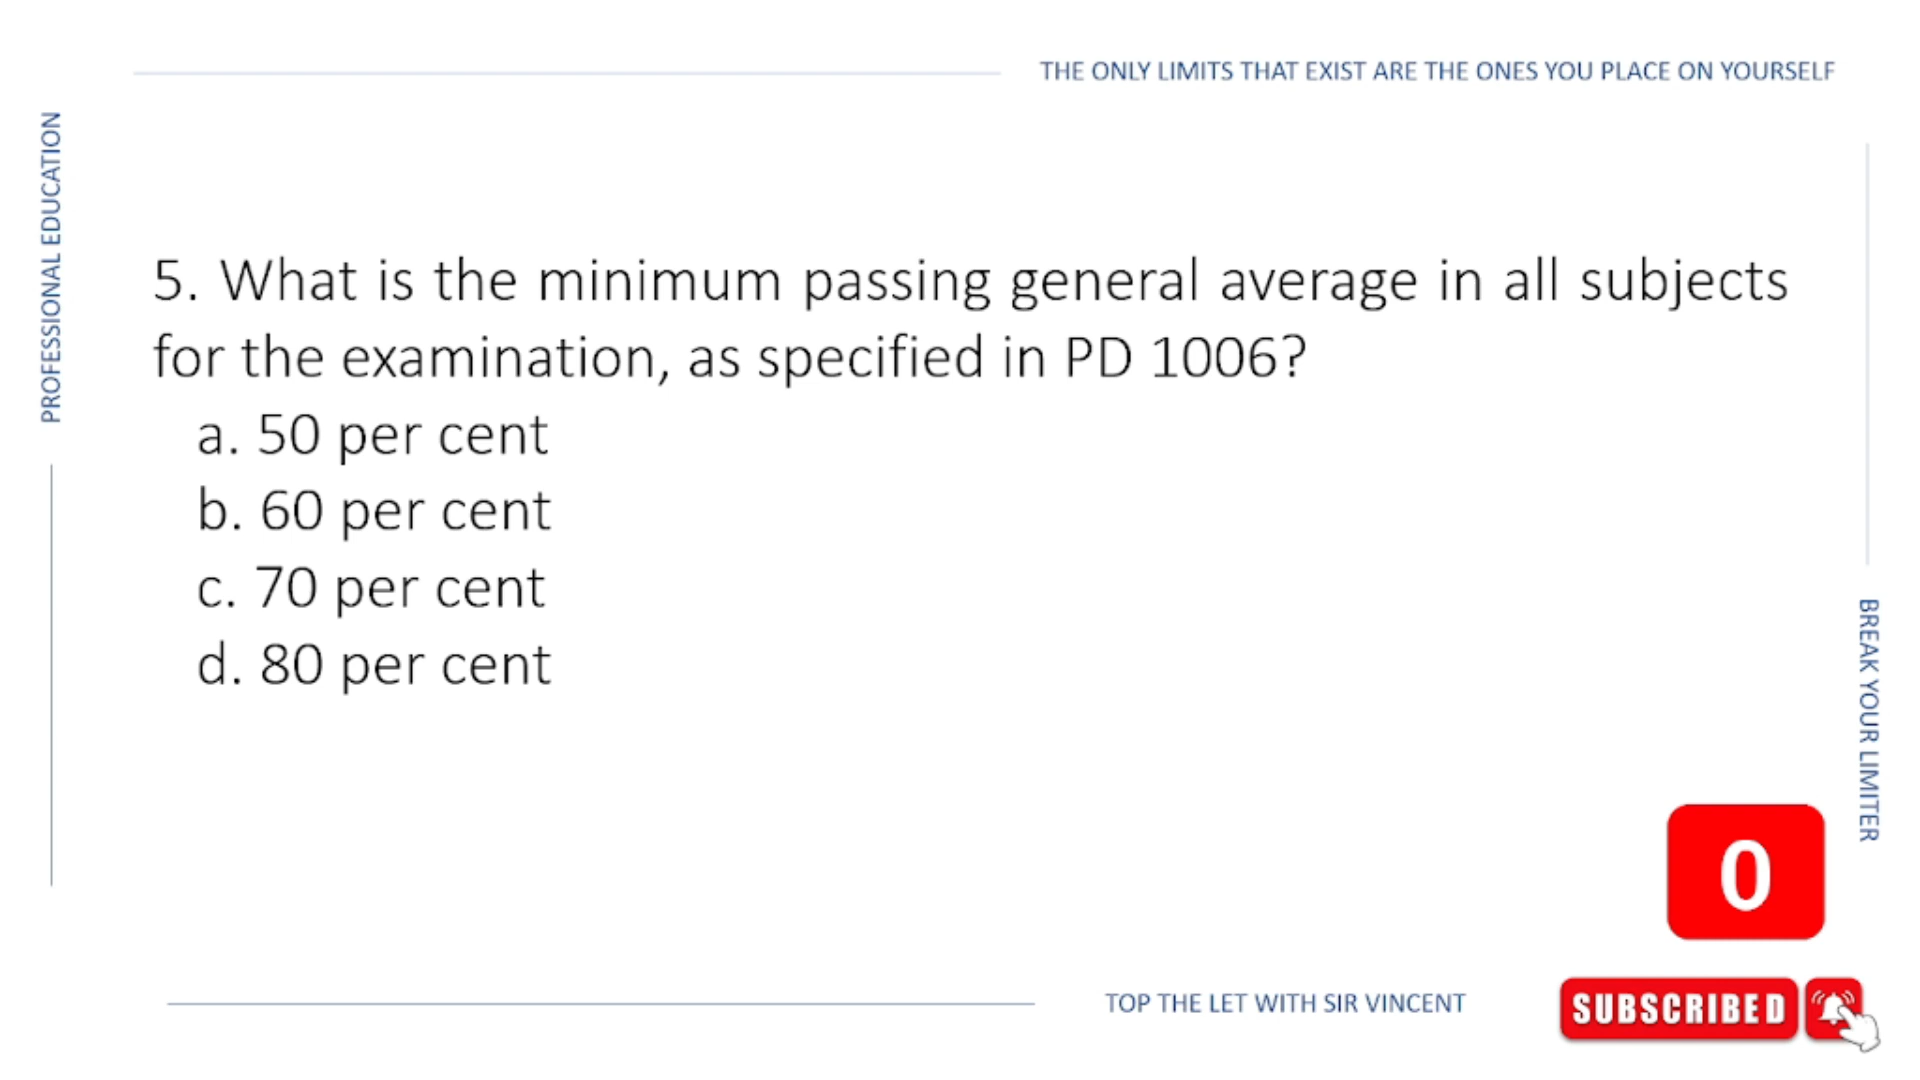 THE ONLY LIMITS THAT EXIST ARE THE ONES YOU PLACE ON YOURSELF
PROFESSIONAL EDUCATION
5. What is the minimum passing general average in all subjects
for the examination, as specified in PD 1006?
a. 50 per cent
b. 60 per cent
c. 70 per cent
d. 80 per cent
BREAK YOUR LIMITER
0
TOP THE LET WITH SIR VINCENT
SUBSCRIBED